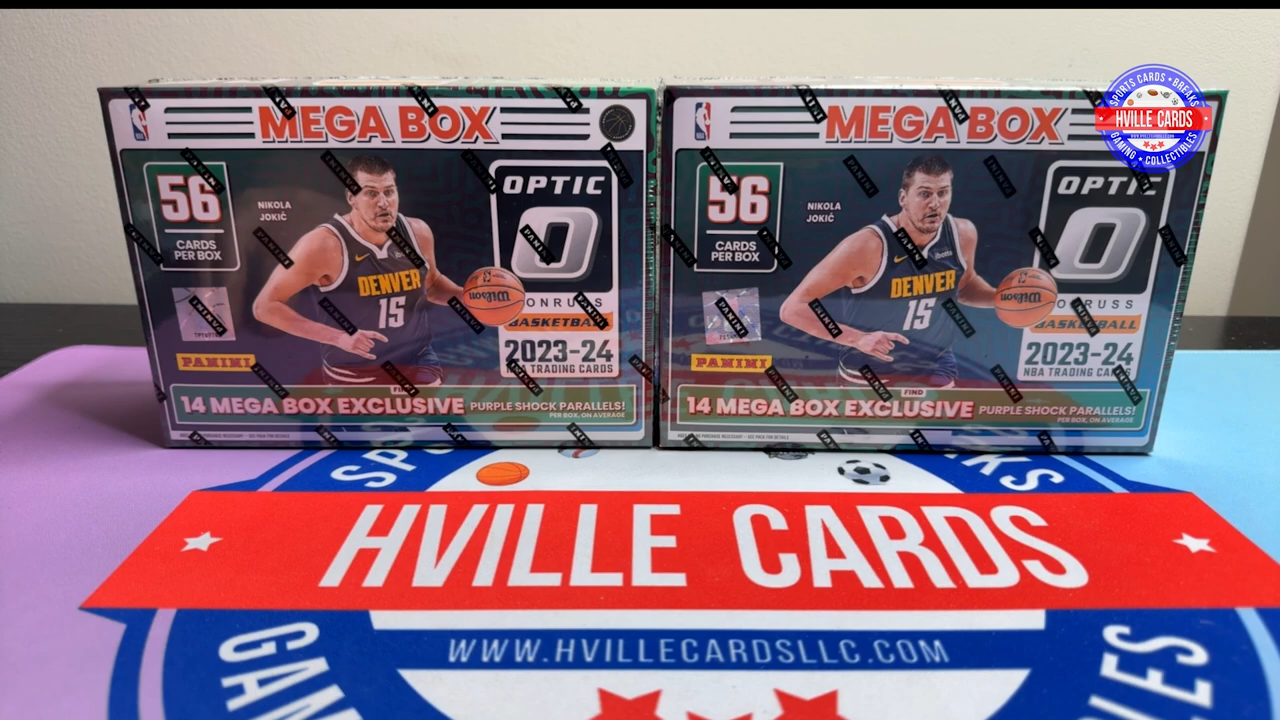 MEGA BOX
56
CARDS
PER BOX
NIKOLA
JOKIĆ
OPTIC
DENVER
15
Wilson
BASKETBALL
2023-24
NBA TRADING CARDS
PANINI
FIND
14 MEGA BOX EXCLUSIVE PURPLE SHOCK PARALLELS!
PER BOX, ON AVERAGE
MEGA BOX
56
CARDS
PER BOX
NIKOLA
JOKIĆ
OPTIC
DENVER
15
Wilson
ONRUSS
BASKETBALL
2023-24
NBA TRADING CARDS
PANINI
FIND
14 MEGA BOX EXCLUSIVE PURPLE SHOCK PARALLELS!
PER BOX, ON AVERAGE
SPORTS CARDS • BREAKS
HVILLE CARDS
GAMING • COLLECTIBLES
HVILLE CARDS
WWW.HVILLECARDSLLC.COM